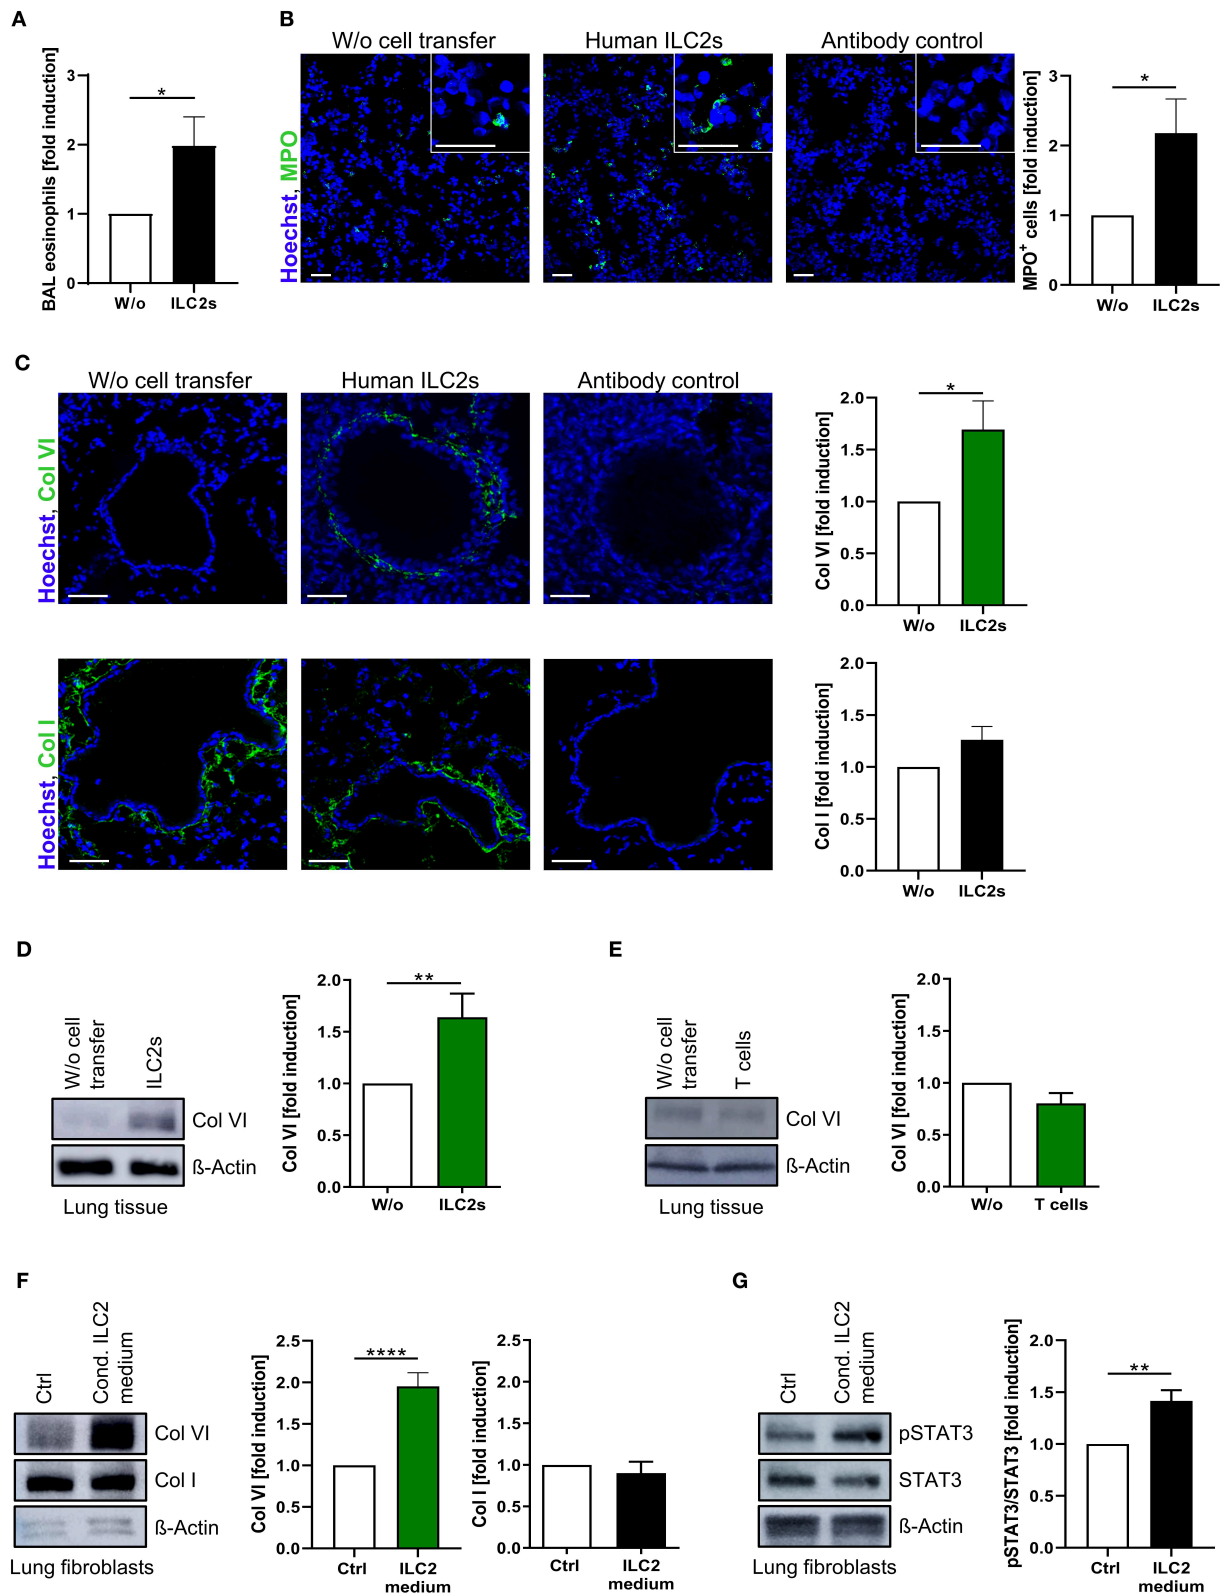 A
BAL eosinophils [fold induction]
3
2
1
0
*
W/o
ILC2s
B
W/o cell transfer
Human ILC2s
Antibody control
Hoechst, MPO
MPO+ cells [fold induction]
3
2
1
0
*
W/o
ILC2s
C
W/o cell transfer
Human ILC2s
Antibody control
Hoechst, Col VI
Col VI [fold induction]
2.0
1.5
1.0
0.5
0.0
*
W/o
ILC2s
Hoechst, Col I
Col I [fold induction]
2.0
1.5
1.0
0.5
0.0
W/o
ILC2s
D
W/o cell
transfer
ILC2s
Col VI
ß-Actin
Lung tissue
Col VI [fold induction]
2.0
1.5
1.0
0.5
0.0
**
W/o
ILC2s
E
W/o cell
transfer
T cells
Col VI
ß-Actin
Lung tissue
Col VI [fold induction]
2.0
1.5
1.0
0.5
0.0
W/o
T cells
F
Ctrl
Cond. ILC2
medium
Col VI
Col I
ß-Actin
Lung fibroblasts
Col VI [fold induction]
2.5
2.0
1.5
1.0
0.5
0.0
****
Ctrl
ILC2
medium
Col I [fold induction]
2.5
2.0
1.5
1.0
0.5
0.0
Ctrl
ILC2
medium
G
Ctrl
Cond. ILC2
medium
pSTAT3
STAT3
ß-Actin
Lung fibroblasts
pSTAT3/STAT3 [fold induction]
2.0
1.5
1.0
0.5
0.0
**
Ctrl
ILC2
medium